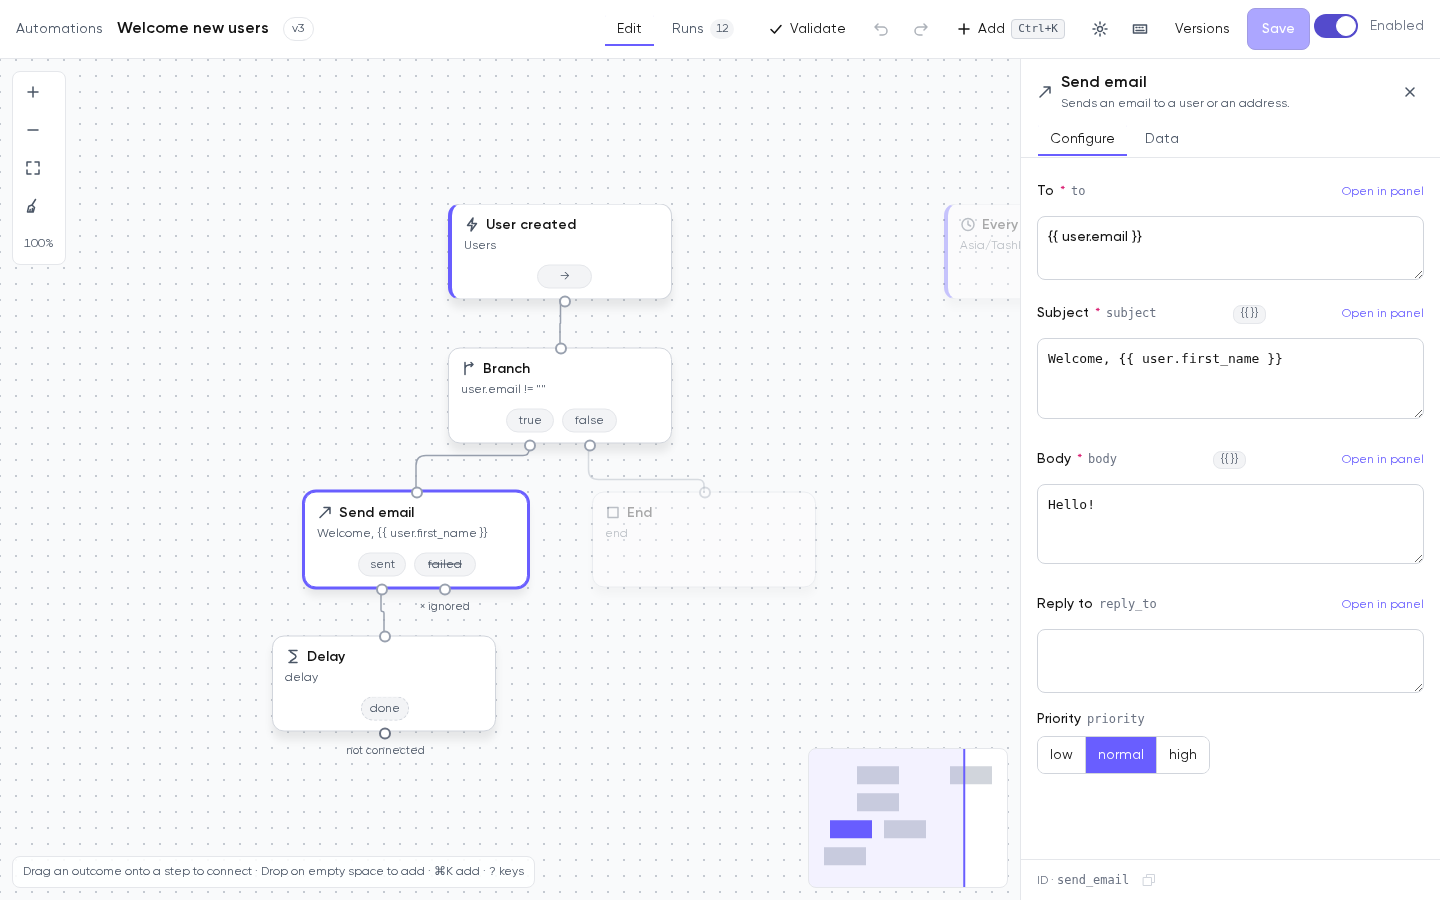 Automations Welcome new users v3 Edit Runs 12 Validate Add Ctrl+K Versions Save Enabled
100%
User created
Users
→
Every
Branch
user.email != ""
true false
Send email
Welcome, {{ user.first_name }}
sent failed
× ignored
End
end
Delay
delay
done
not connected
Drag an outcome onto a step to connect · Drop on empty space to add · ⌘K add · ? keys
Send email
Sends an email to a user or an address.
Configure Data
To * to Open in panel
{{ user.email }}
Subject * subject {{ }} Open in panel
Welcome, {{ user.first_name }}
Body * body {{ }} Open in panel
Hello!
Reply to reply_to Open in panel
Priority priority
low normal high
ID · send_email